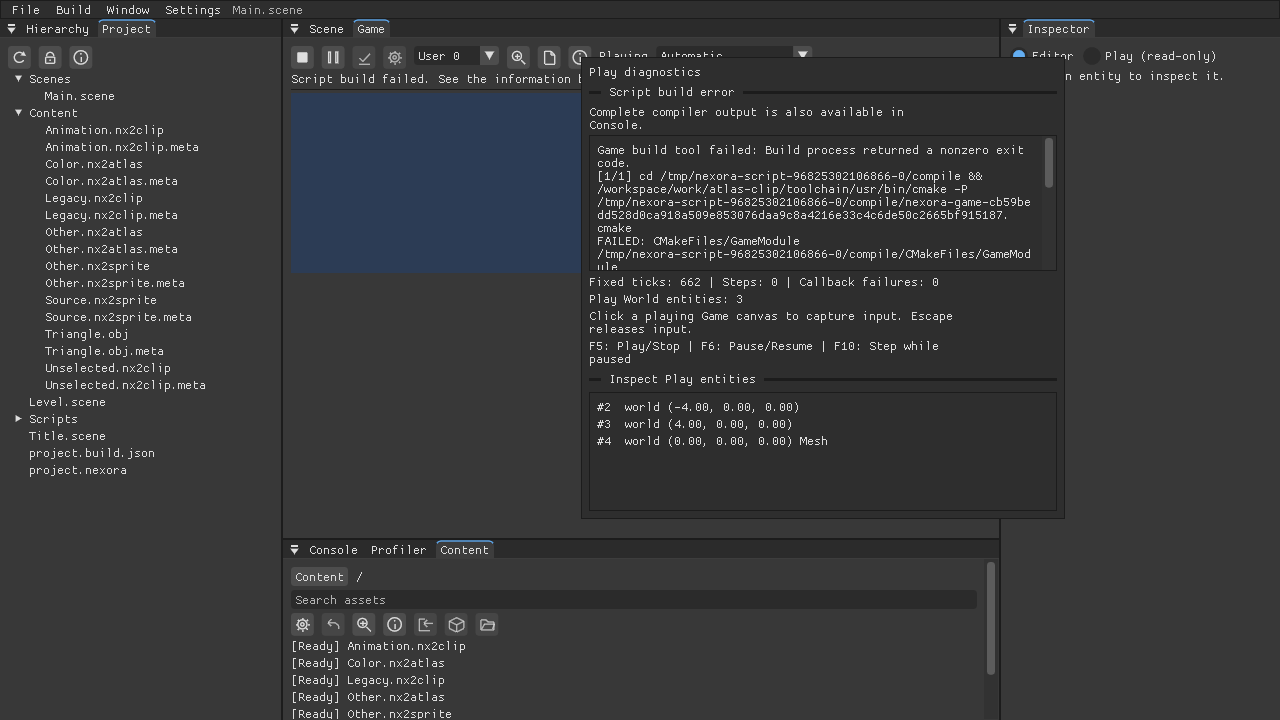 File Build Window Settings Main.scene
Hierarchy Project
Scene Game
Inspector
User 0
Playing Automatic
Editor Play (read-only)
Script build failed. See the information
n entity to inspect it.
Scenes
Main.scene
Content
Animation.nx2clip
Animation.nx2clip.meta
Color.nx2atlas
Color.nx2atlas.meta
Legacy.nx2clip
Legacy.nx2clip.meta
Other.nx2atlas
Other.nx2atlas.meta
Other.nx2sprite
Other.nx2sprite.meta
Source.nx2sprite
Source.nx2sprite.meta
Triangle.obj
Triangle.obj.meta
Unselected.nx2clip
Unselected.nx2clip.meta
Level.scene
Scripts
Title.scene
project.build.json
project.nexora
Play diagnostics
Script build error
Complete compiler output is also available in
Console.
Game build tool failed: Build process returned a nonzero exit
code.
[1/1] cd /tmp/nexora-script-96825302106866-0/compile &&
/workspace/work/atlas-clip/toolchain/usr/bin/cmake -P
/tmp/nexora-script-96825302106866-0/compile/nexora-game-cb59be
dd528d0ca918a509e853076daa9c8a4216e33c4c6de50c2665bf915187.
cmake
FAILED: CMakeFiles/GameModule
/tmp/nexora-script-96825302106866-0/compile/CMakeFiles/GameMod
ule
Fixed ticks: 662 | Steps: 0 | Callback failures: 0
Play World entities: 3
Click a playing Game canvas to capture input. Escape
releases input.
F5: Play/Stop | F6: Pause/Resume | F10: Step while
paused
Inspect Play entities
#2 world (-4.00, 0.00, 0.00)
#3 world (4.00, 0.00, 0.00)
#4 world (0.00, 0.00, 0.00) Mesh
Console Profiler Content
Content /
Search assets
[Ready] Animation.nx2clip
[Ready] Color.nx2atlas
[Ready] Legacy.nx2clip
[Ready] Other.nx2atlas
[Ready] Other.nx2sprite